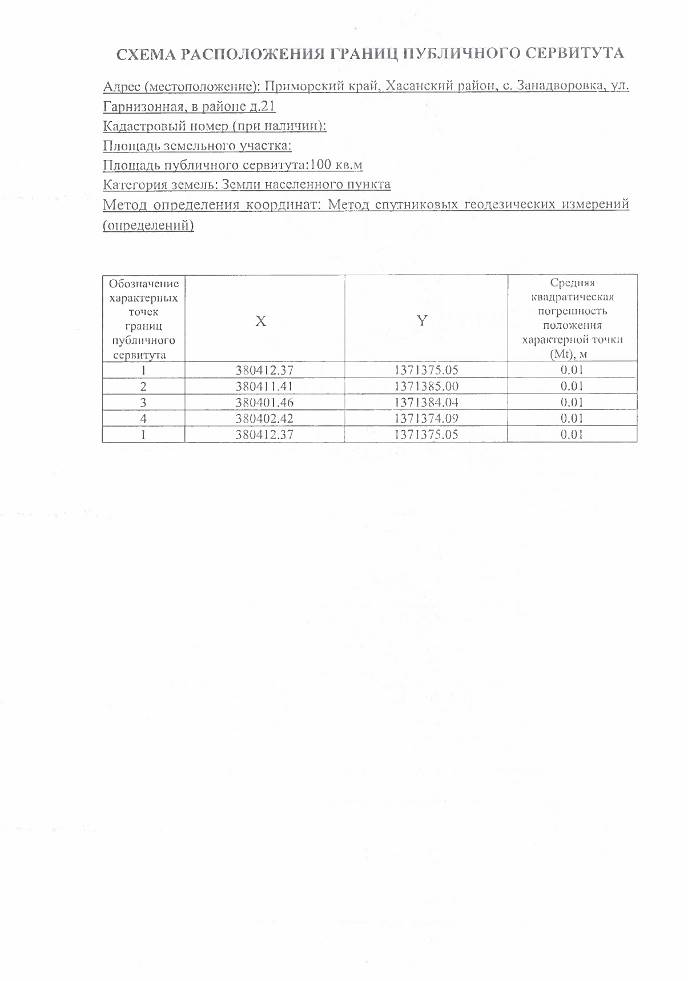 СХЕМА РАСПОЛОЖЕНИЯ ГРАНИЦ ПУБЛИЧНОГО СЕРВИТУТА
Адрес (местоположение): Приморский край, Хасанский район, с. Занадворовка, ул.
Гарнизонная, в районе д.21
Кадастровый номер (при наличии):
Площадь земельного участка:
Площадь публичного сервитута:100 кв.м
Категория земель: Земли населенного пункта
Метод определения координат: Метод спутниковых геодезических измерений
(определений)
Обозначение
характерных
точек
границ
публичного
сервитута
X
Y
Средняя
квадратическая
погрешность
положения
характерной точки
(Mt), м
1 380412.37 1371375.05 0.01
2 380411.41 1371385.00 0.01
3 380401.46 1371384.04 0.01
4 380402.42 1371374.09 0.01
1 380412.37 1371375.05 0.01